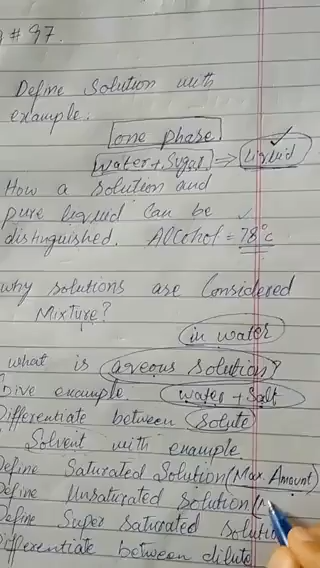 # 97.
Define Solution with
example.
one phase
Water + Sugar => Liquid
How a solution and
pure liquid can be
distinguished. Alcohol = 78°c
why solutions are Considered
Mixture?
in water
what is aqeous solution?
Give example. water + Salt
Differentiate between Solute
Solvent with example
Define Saturated Solution (Max. Amount)
Define Unsaturated Solution (
Define Super saturated solution
Differentiate between dilute